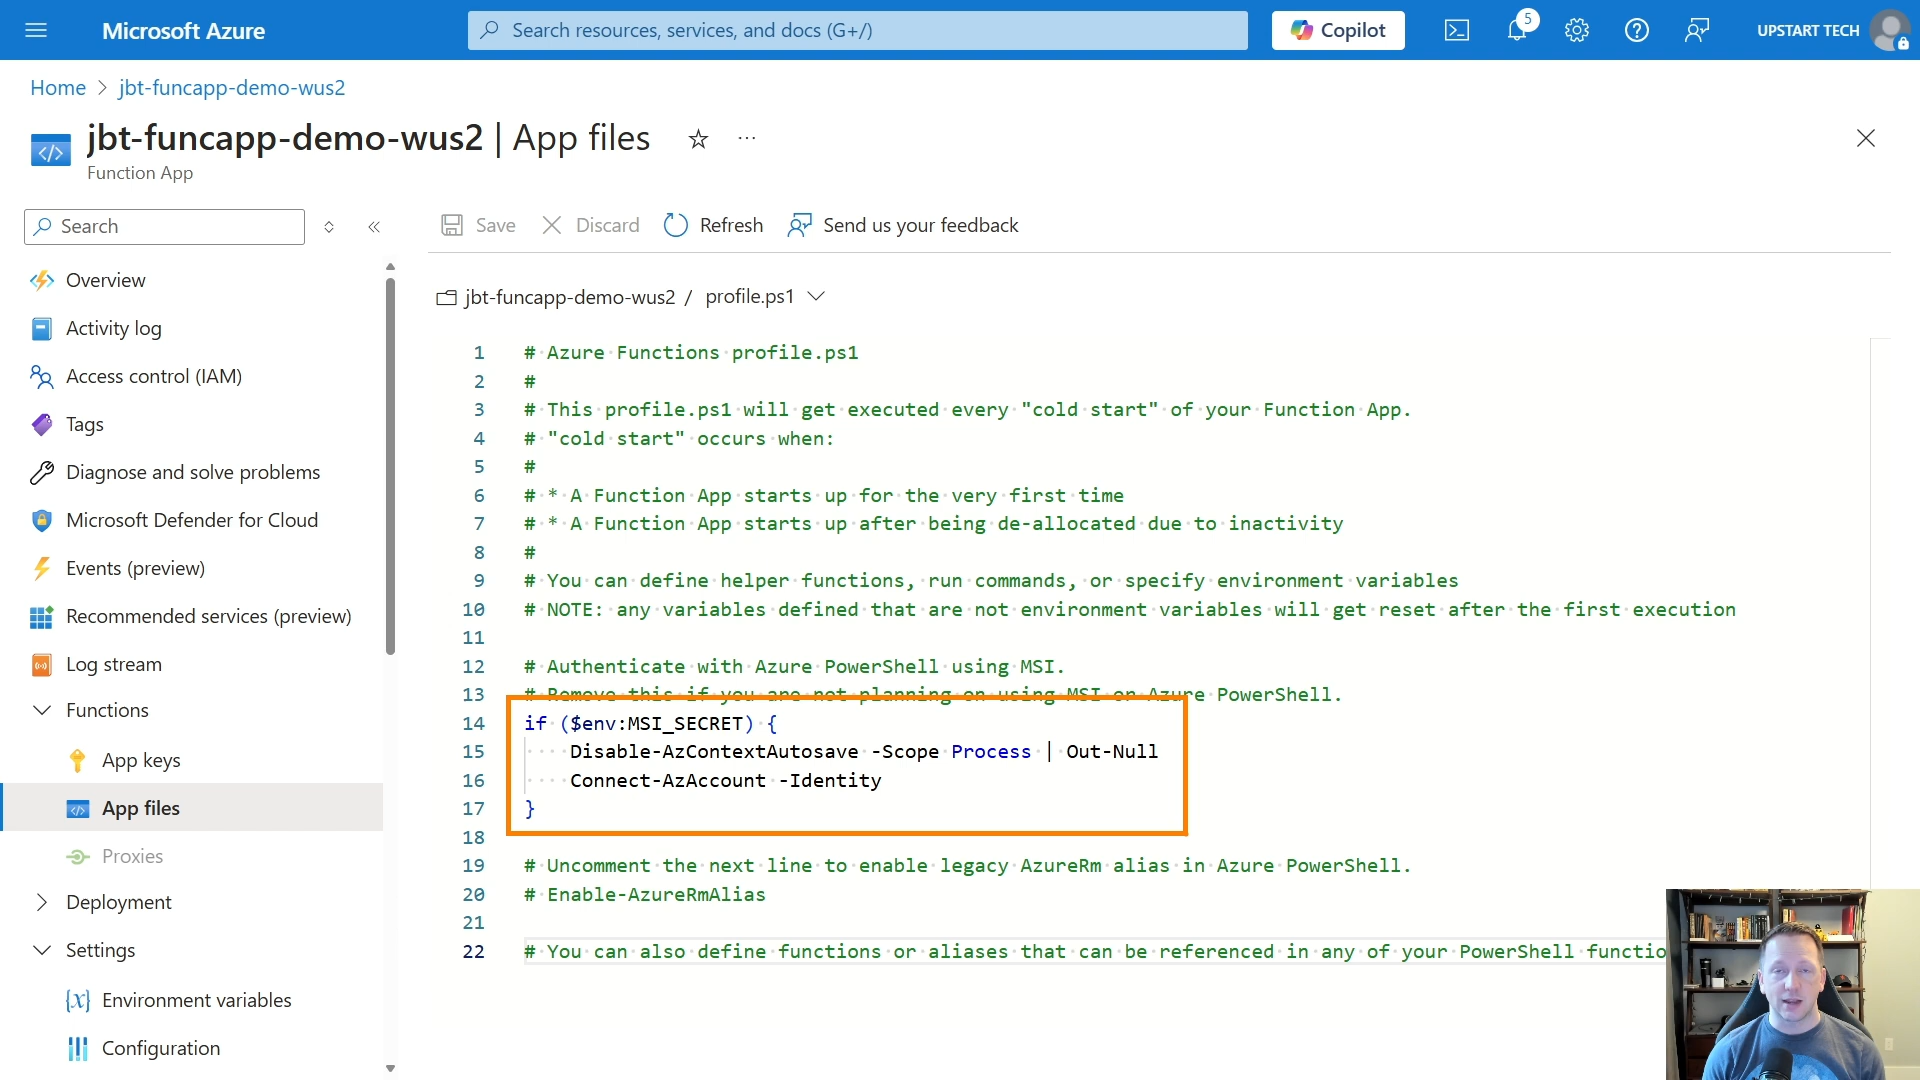 Microsoft Azure
Search resources, services, and docs (G+/)
Copilot
5
UPSTART TECH
Home > jbt-funcapp-demo-wus2
jbt-funcapp-demo-wus2 | App files
Function App
Search
Save
Discard
Refresh
Send us your feedback
Overview
Activity log
Access control (IAM)
Tags
Diagnose and solve problems
Microsoft Defender for Cloud
Events (preview)
Recommended services (preview)
Log stream
Functions
App keys
App files
Proxies
Deployment
Settings
Environment variables
Configuration
jbt-funcapp-demo-wus2 / profile.ps1
1 # Azure Functions profile.ps1
2 #
3 # This profile.ps1 will get executed every "cold start" of your Function App.
4 # "cold start" occurs when:
5 #
6 # * A Function App starts up for the very first time
7 # * A Function App starts up after being de-allocated due to inactivity
8 #
9 # You can define helper functions, run commands, or specify environment variables
10 # NOTE: any variables defined that are not environment variables will get reset after the first execution
11
12 # Authenticate with Azure PowerShell using MSI.
13 # Remove this if you are not planning on using MSI or Azure PowerShell.
14 if ($env:MSI_SECRET) {
15 Disable-AzContextAutosave -Scope Process | Out-Null
16 Connect-AzAccount -Identity
17 }
18
19 # Uncomment the next line to enable legacy AzureRm alias in Azure PowerShell.
20 # Enable-AzureRmAlias
21
22 # You can also define functions or aliases that can be referenced in any of your PowerShell functio